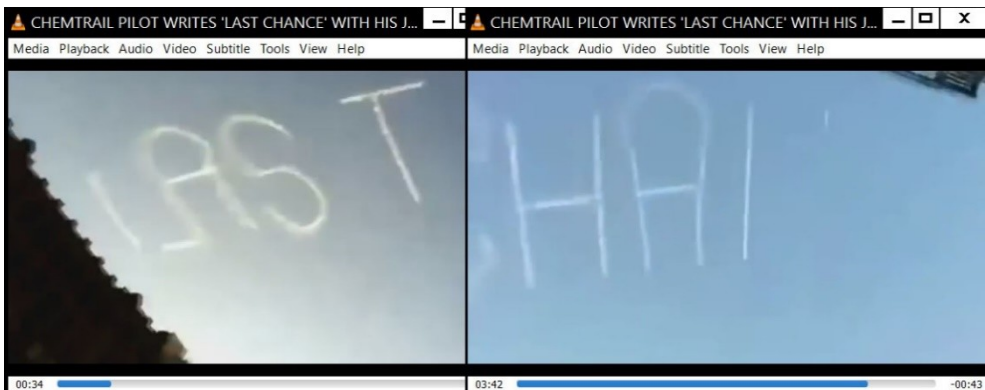 CHEMTRAIL PILOT WRITES 'LAST CHANCE' WITH HIS J...
Media Playback Audio Video Subtitle Tools View Help
LAST
00:34
CHEMTRAIL PILOT WRITES 'LAST CHANCE' WITH HIS J... X
Media Playback Audio Video Subtitle Tools View Help
HAI
03:42 -00:43